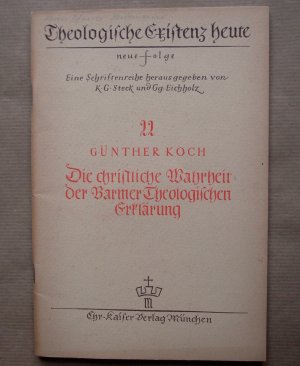 Theologische Existenz heute
neue Folge
Eine Schriftenreihe herausgegeben von
K.G. Steck und Gg. Eichholz
22
GÜNTHER KOCH
Die christliche Wahrheit
der Barmer Theologischen
Erklärung
Chr. Kaiser Verlag München